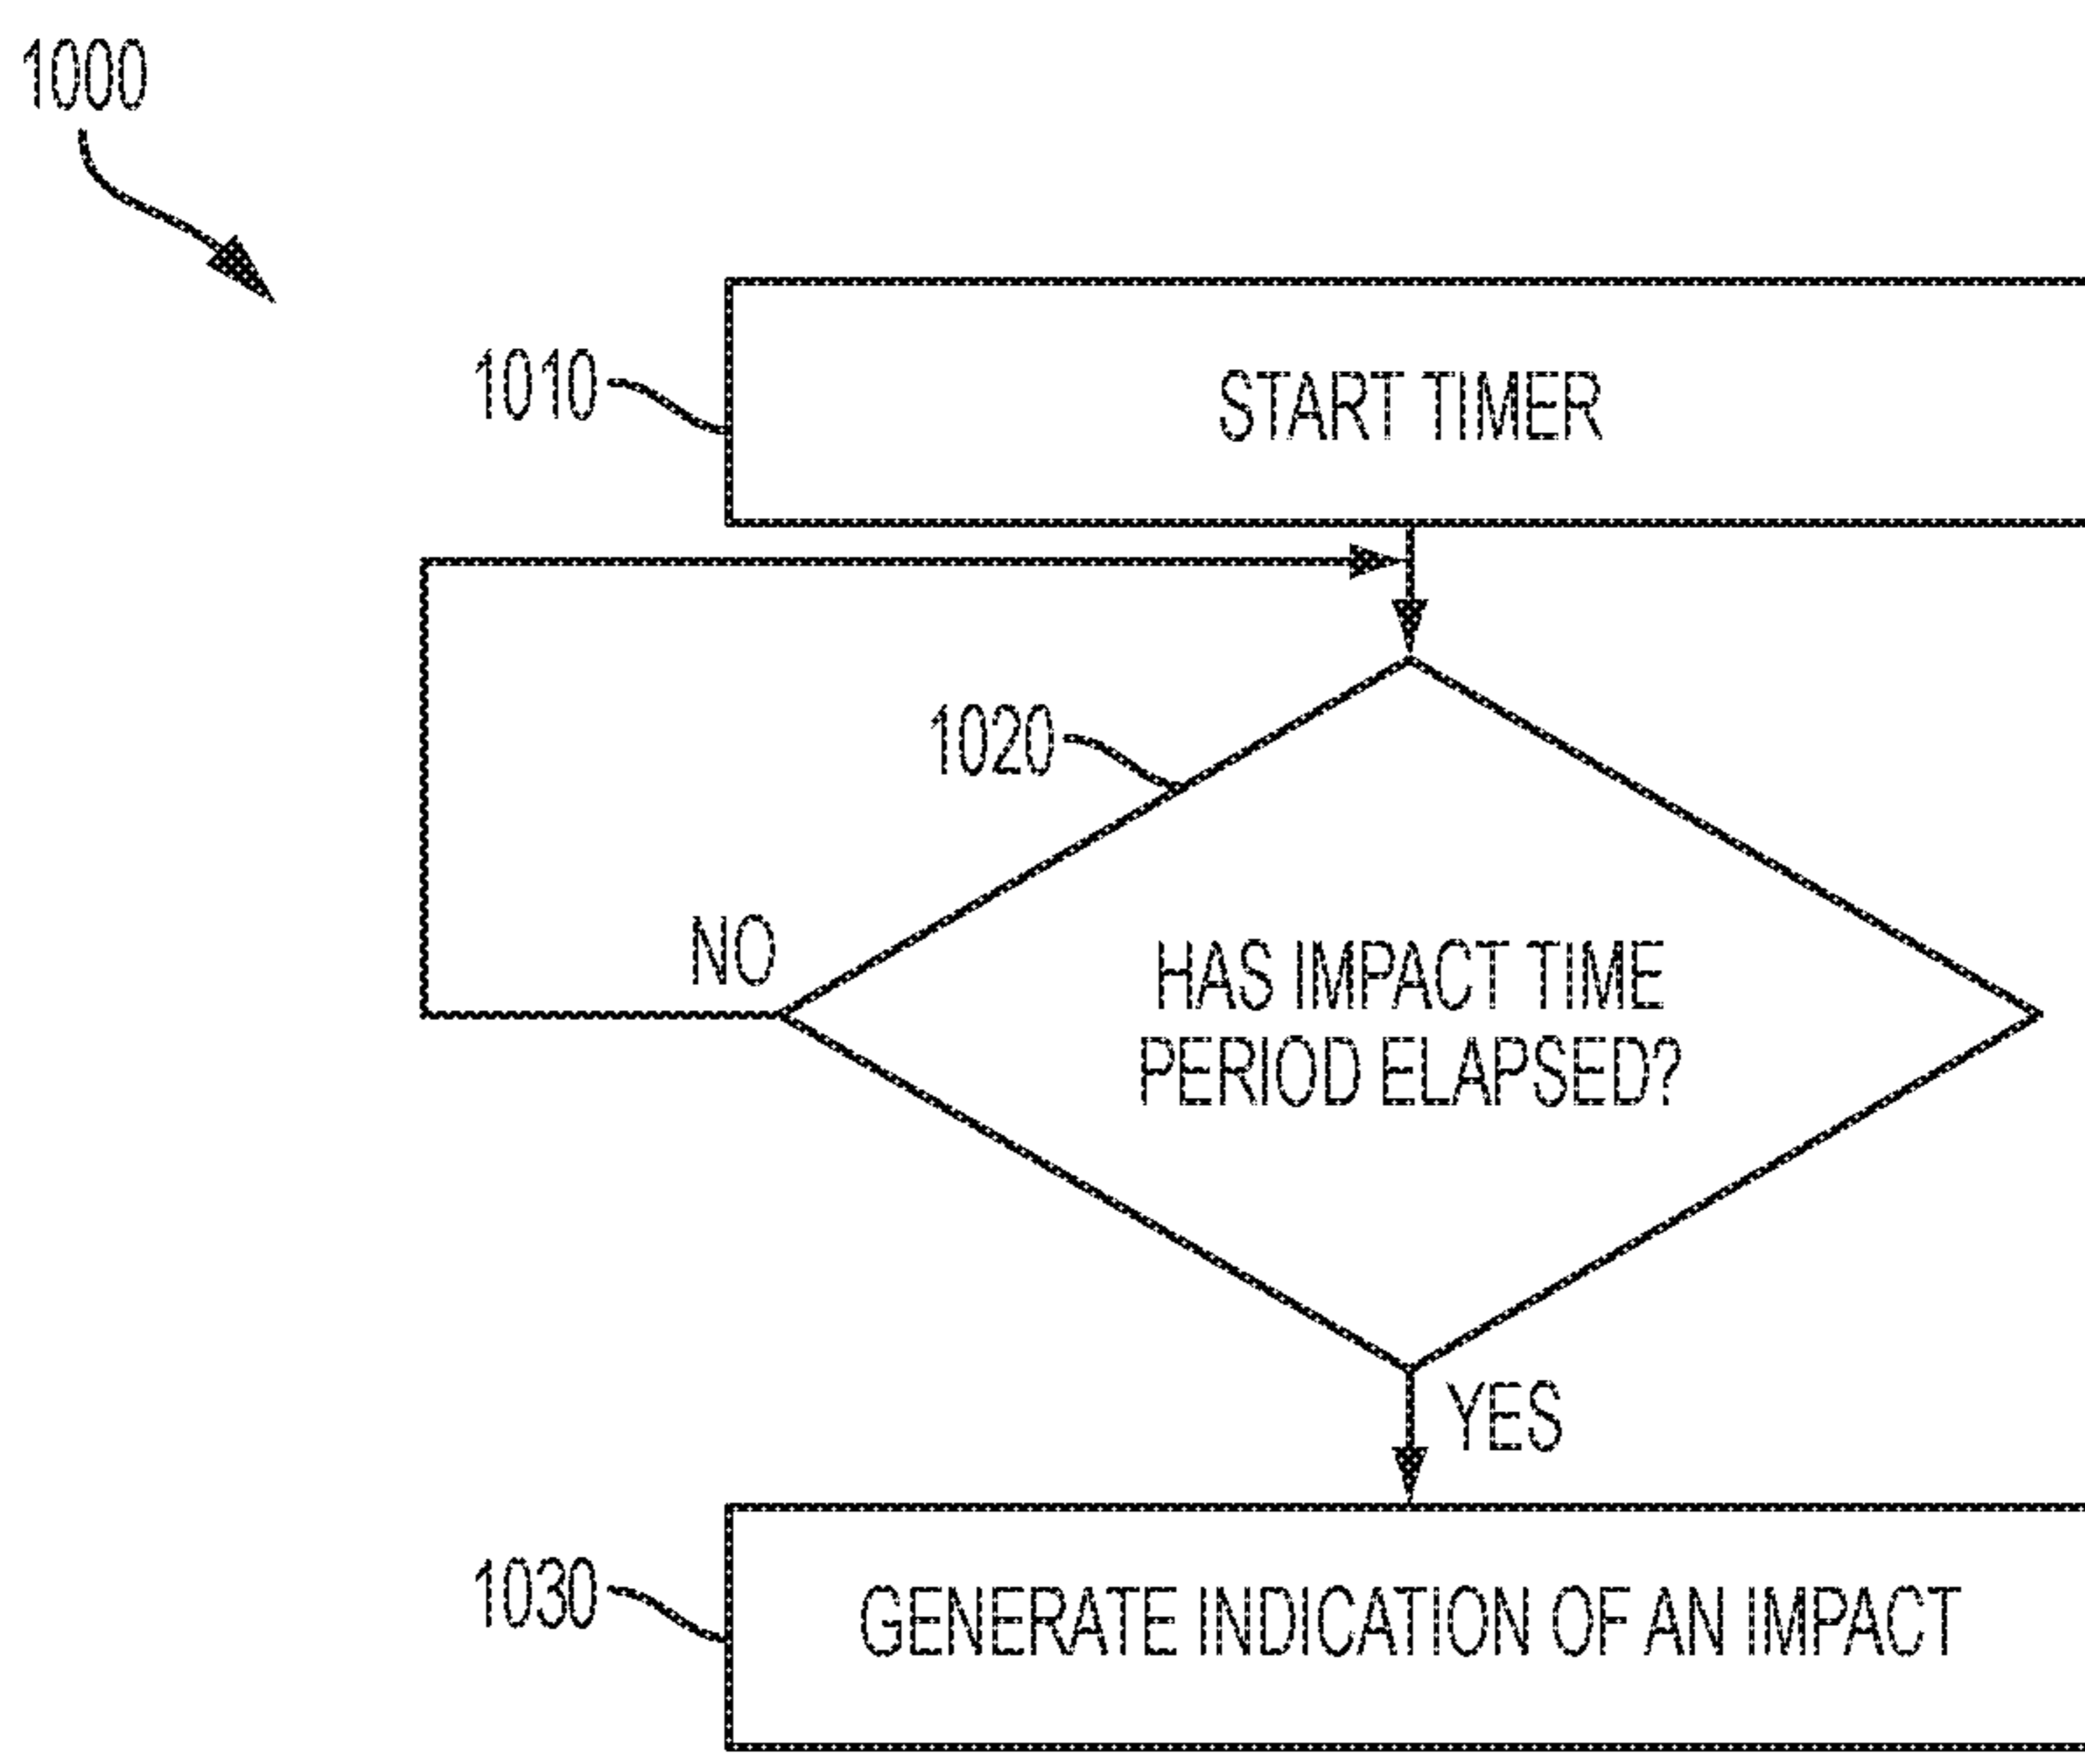 1000
1010
START TIMER
1020
NO
HAS IMPACT TIME
PERIOD ELAPSED?
YES
1030
GENERATE INDICATION OF AN IMPACT